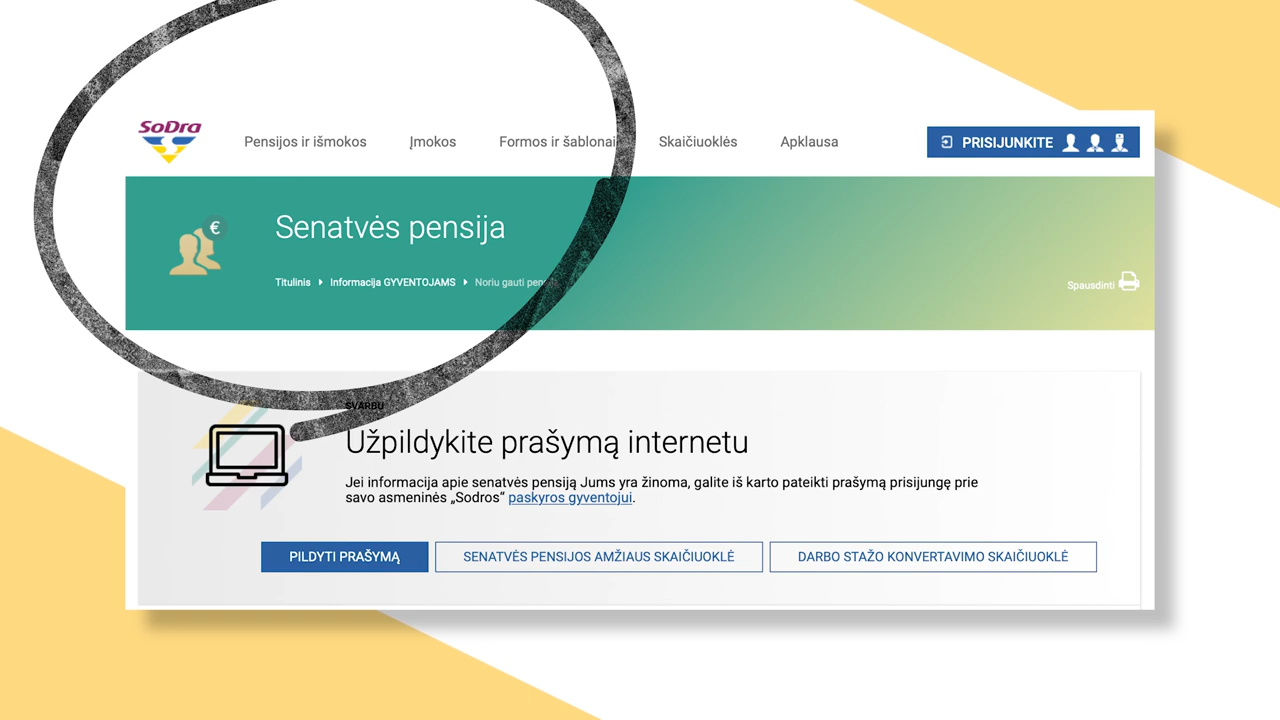 SoDra
Pensijos ir išmokos Įmokos Formos ir šablonai Skaičiuoklės Apklausa PRISIJUNKITE
€
Senatvės pensija
Titulinis Informacija GYVENTOJAMS Noriu gauti
Spausdinti
SVARBU
Užpildykite prašymą internetu
Jei informacija apie senatvės pensiją Jums yra žinoma, galite iš karto pateikti prašymą prisijungę prie
savo asmeninės „Sodros“ paskyros gyventojui.
PILDYTI PRAŠYMĄ SENATVĖS PENSIJOS AMŽIAUS SKAIČIUOKLĖ DARBO STAŽO KONVERTAVIMO SKAIČIUOKLĖ